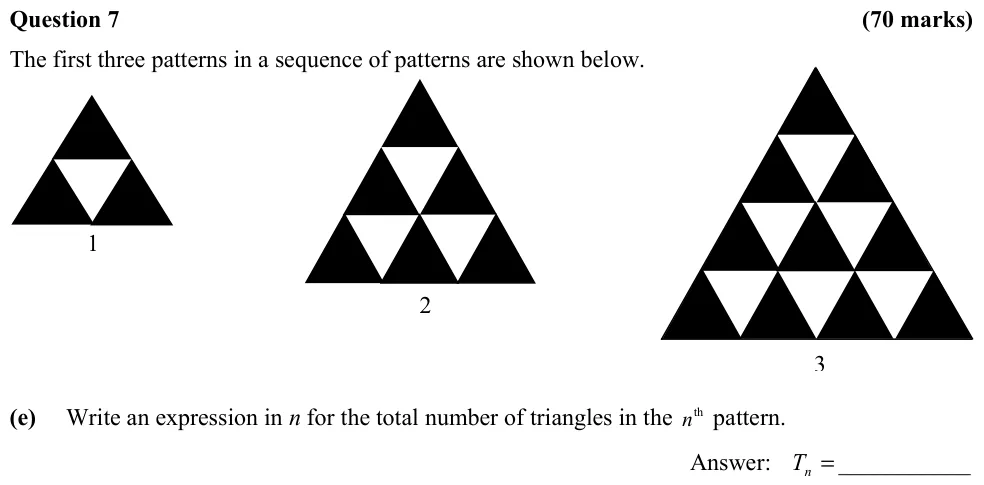 Question 7 (70 marks)
The first three patterns in a sequence of patterns are shown below.
1
2
3
(e) Write an expression in n for the total number of triangles in the nth pattern.
Answer: Tn = ___________